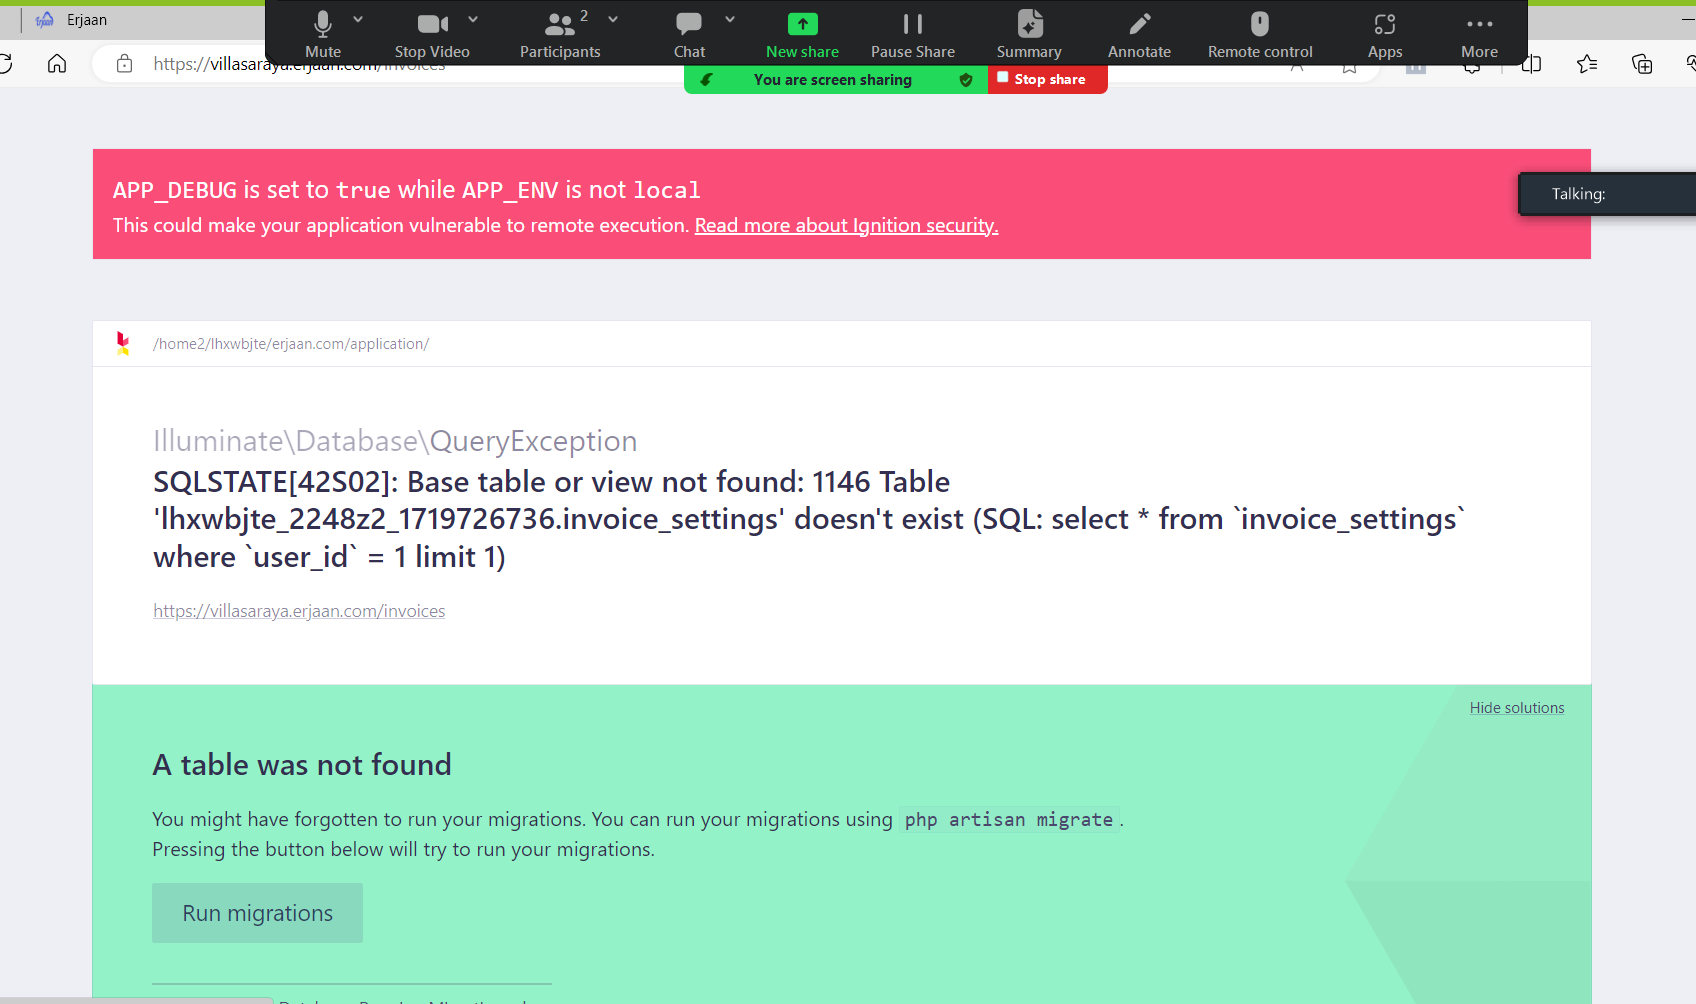 Erjaan
2
Mute
Stop Video
Participants
Chat
New share
Pause Share
Summary
Annotate
Remote control
Apps
More
https://villasaraya.erjaan.com/invoices
You are screen sharing
Stop share
APP_DEBUG is set to true while APP_ENV is not local
Talking:
This could make your application vulnerable to remote execution. Read more about Ignition security.
/home2/lhxwbjte/erjaan.com/application/
Illuminate\Database\QueryException
SQLSTATE[42S02]: Base table or view not found: 1146 Table
'lhxwbjte_2248z2_1719726736.invoice_settings' doesn't exist (SQL: select * from `invoice_settings`
where `user_id` = 1 limit 1)
https://villasaraya.erjaan.com/invoices
Hide solutions
A table was not found
You might have forgotten to run your migrations. You can run your migrations using php artisan migrate.
Pressing the button below will try to run your migrations.
Run migrations